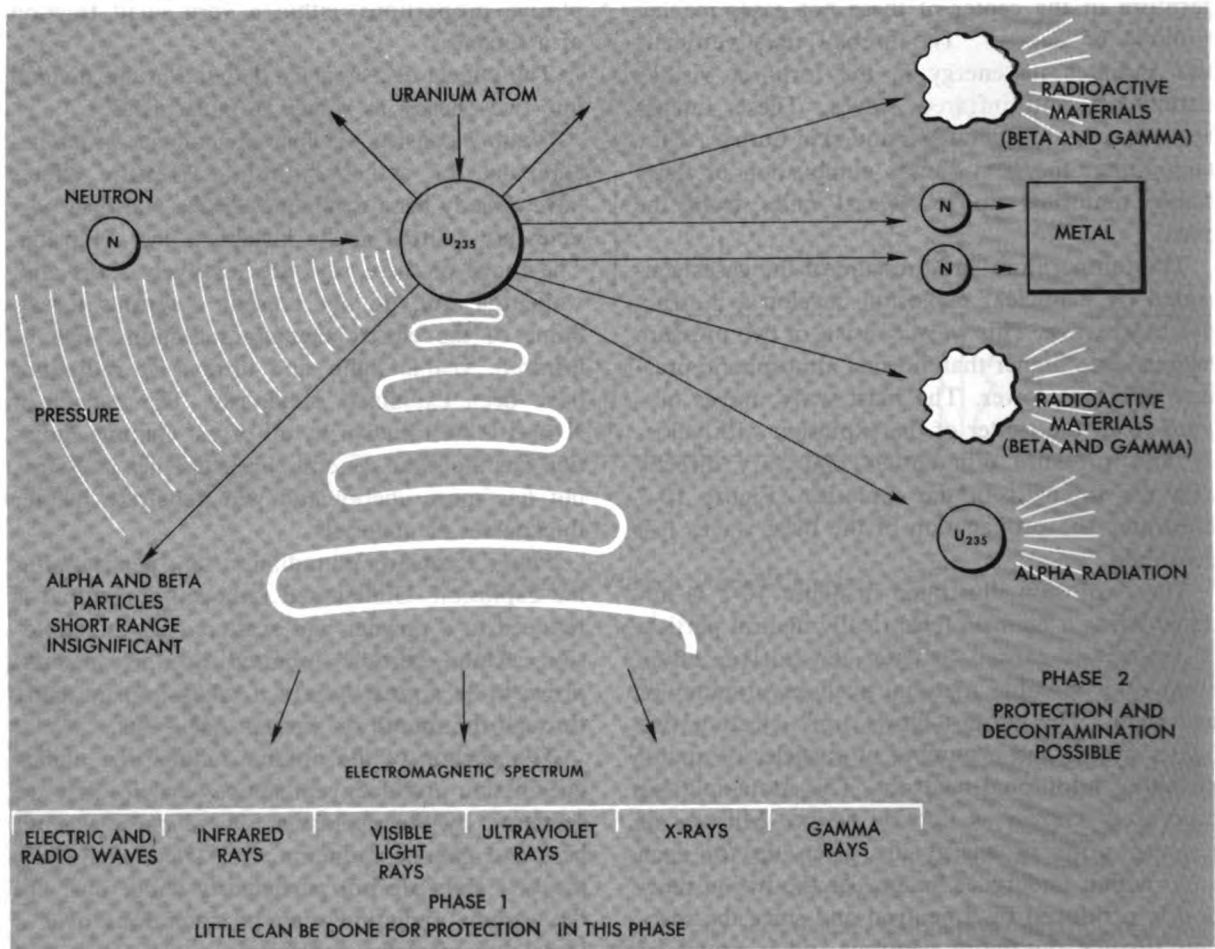 URANIUM ATOM
RADIOACTIVE
MATERIALS
(BETA AND GAMMA)
NEUTRON
N
U235
N
N
METAL
PRESSURE
RADIOACTIVE
MATERIALS
(BETA AND GAMMA)
U235
ALPHA RADIATION
ALPHA AND BETA
PARTICLES
SHORT RANGE
INSIGNIFICANT
PHASE 2
PROTECTION AND
DECONTAMINATION
POSSIBLE
ELECTROMAGNETIC SPECTRUM
ELECTRIC AND
RADIO WAVES
INFRARED
RAYS
VISIBLE
LIGHT
RAYS
ULTRAVIOLET
RAYS
X-RAYS
GAMMA
RAYS
PHASE 1
LITTLE CAN BE DONE FOR PROTECTION IN THIS PHASE